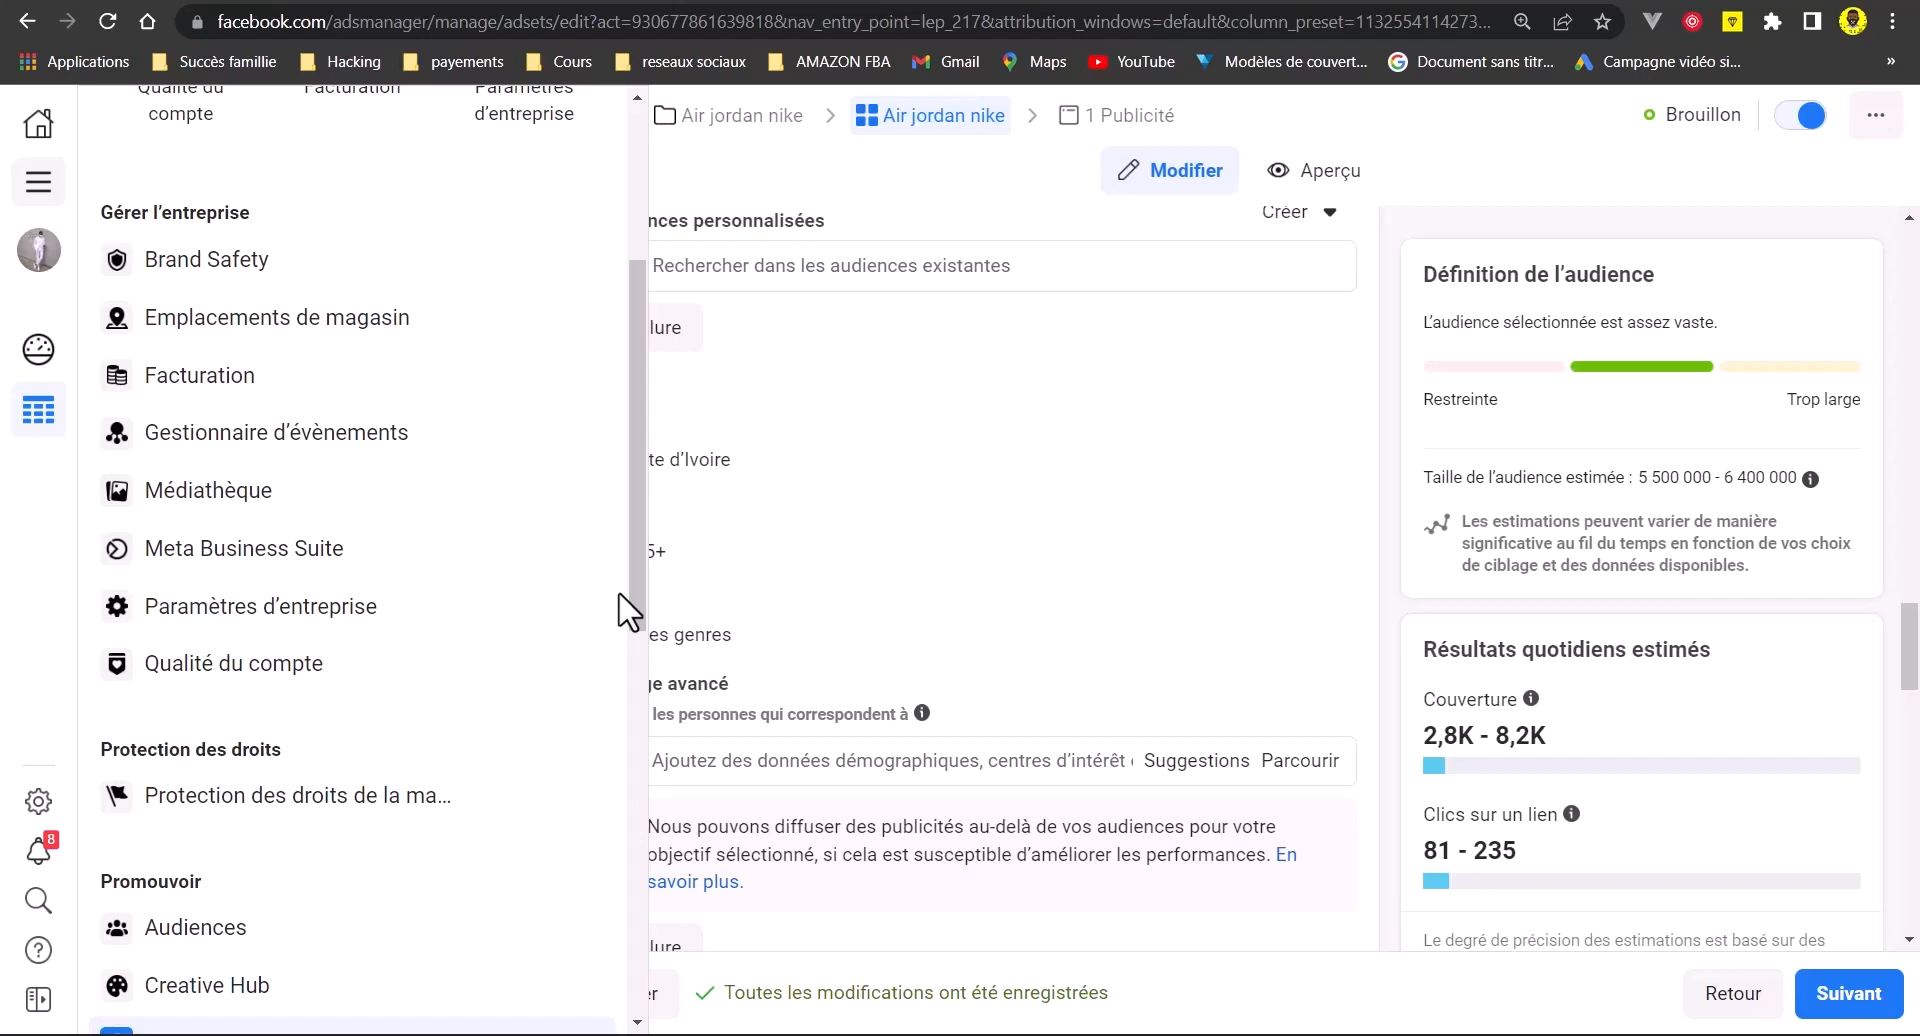 facebook.com/adsmanager/manage/adsets/edit?act=930677861639818&nav_entry_point=lep_217&attribution_windows=default&column_preset=1132554114273...
Applications
Succès famillie
Hacking
payements
Cours
reseaux sociaux
AMAZON FBA
Gmail
Maps
YouTube
Modèles de couvert...
Document sans titr...
Campagne vidéo si...
»
Qualité du
compte
Facturation
Paramètres
d’entreprise
Gérer l’entreprise
Brand Safety
Emplacements de magasin
Facturation
Gestionnaire d’évènements
Médiathèque
Meta Business Suite
Paramètres d’entreprise
Qualité du compte
Protection des droits
Protection des droits de la ma...
Promouvoir
Audiences
Creative Hub
8
Air jordan nike
Air jordan nike
1 Publicité
Brouillon
Modifier
Aperçu
nces personnalisées
Créer
Rechercher dans les audiences existantes
lure
te d’Ivoire
5+
es genres
ge avancé
les personnes qui correspondent à
Ajoutez des données démographiques, centres d’intérêt
Suggestions
Parcourir
Nous pouvons diffuser des publicités au-delà de vos audiences pour votre
objectif sélectionné, si cela est susceptible d’améliorer les performances. En
savoir plus.
lure
er
Toutes les modifications ont été enregistrées
Retour
Suivant
Définition de l’audience
L’audience sélectionnée est assez vaste.
Restreinte
Trop large
Taille de l’audience estimée : 5 500 000 - 6 400 000
Les estimations peuvent varier de manière
significative au fil du temps en fonction de vos choix
de ciblage et des données disponibles.
Résultats quotidiens estimés
Couverture
2,8K - 8,2K
Clics sur un lien
81 - 235
Le degré de précision des estimations est basé sur des